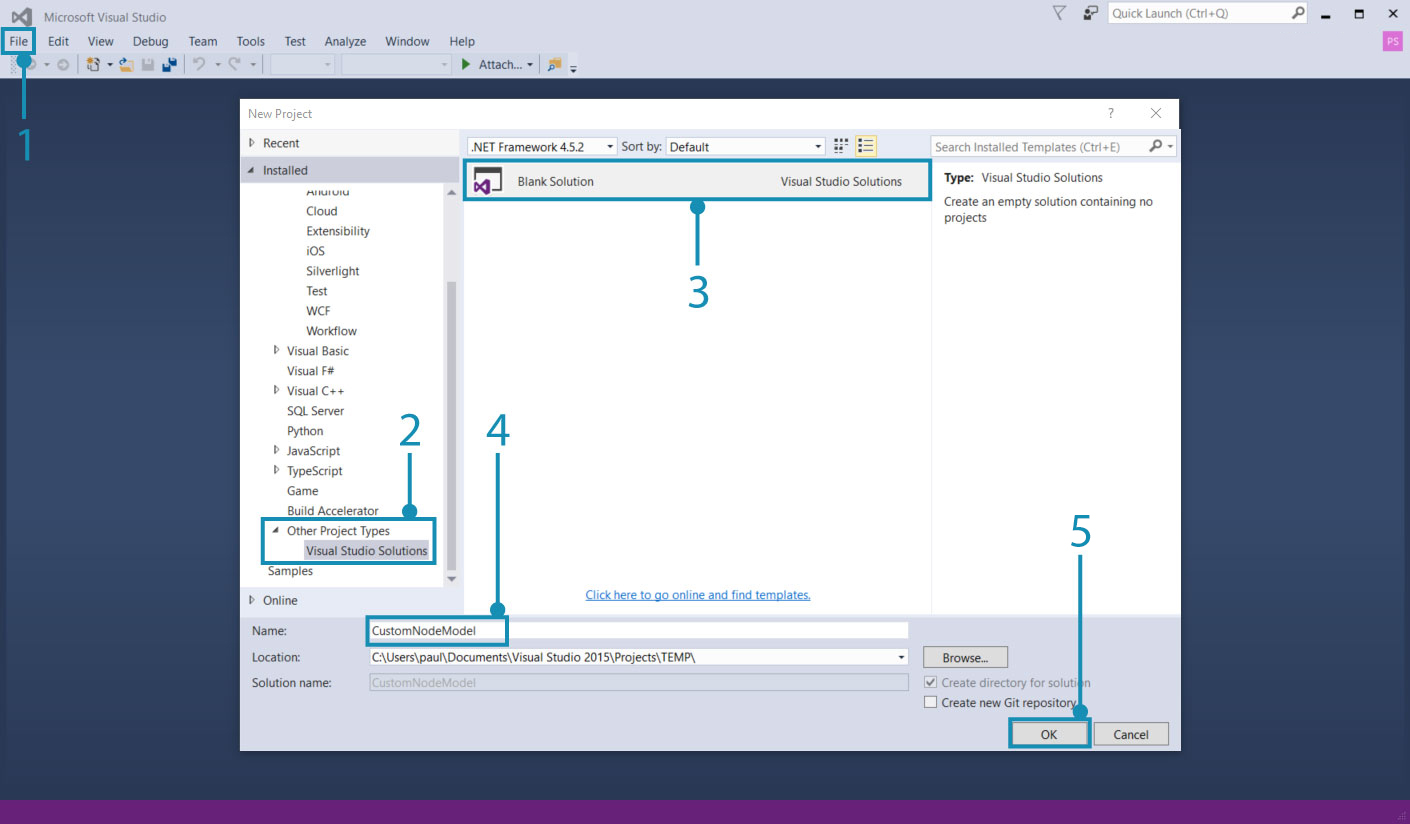 Microsoft Visual Studio
Quick Launch (Ctrl+Q)
File Edit View Debug Team Tools Test Analyze Window Help
PS
Attach...
1
New Project
?
Recent
.NET Framework 4.5.2
Sort by: Default
Search Installed Templates (Ctrl+E)
Installed
Blank Solution
Visual Studio Solutions
Type: Visual Studio Solutions
Create an empty solution containing no
projects
Android
Cloud
Extensibility
iOS
Silverlight
Test
WCF
Workflow
Visual Basic
Visual F#
Visual C++
SQL Server
Python
JavaScript
TypeScript
Game
Build Accelerator
Other Project Types
Visual Studio Solutions
Samples
Online
2
3
4
5
Click here to go online and find templates.
Name: CustomNodeModel
Location: C:\Users\paul\Documents\Visual Studio 2015\Projects\TEMP\
Browse...
Solution name: CustomNodeModel
Create directory for solution
Create new Git repository
OK
Cancel